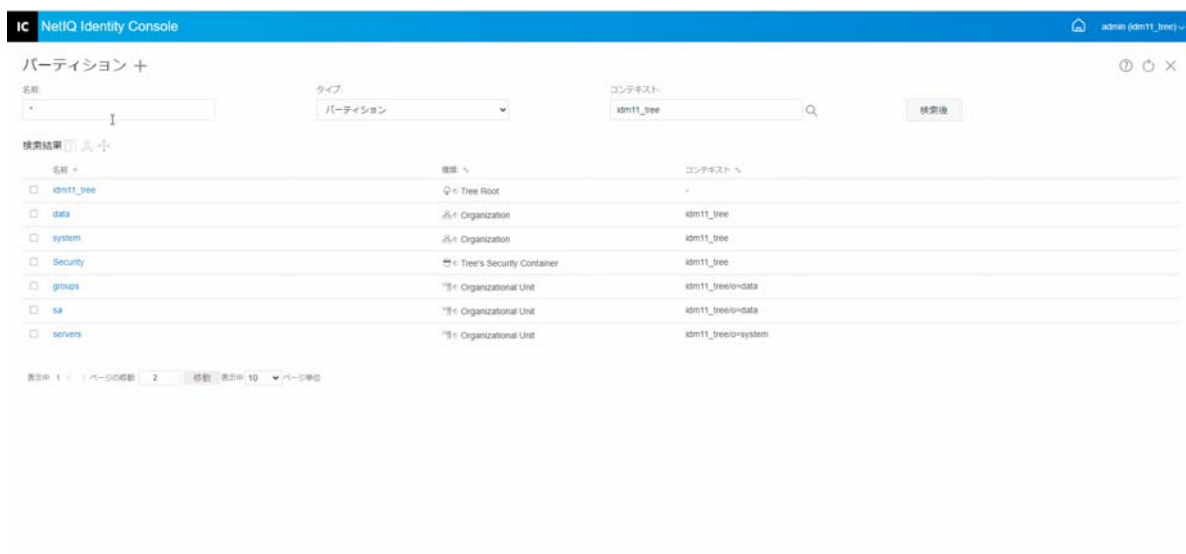 IC NetIQ Identity Console admin (idm11_tree)
パーティション
名前: タイプ: コンテキスト:
* パーティション idm11_tree 検索後
検索結果
名前 種類: コンテキスト
idm11_tree Tree Root -
data Organization idm11_tree
system Organization idm11_tree
Security Tree's Security Container idm11_tree
groups Organizational Unit idm11_tree/o=data
sa Organizational Unit idm11_tree/o=data
servers Organizational Unit idm11_tree/o=system
表示中 1 ページの移動: 2 移動 表示中 10 ページ単位